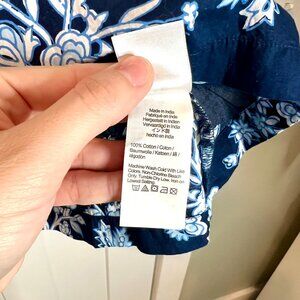 Made in India
Fabriqué en Inde
Hergestellt in Indien
Vervaardigd in India
インド製
hecho en India
100% Cotton / Coton /
Baumwolle / Katoen / 綿 /
algodón
Machine Wash Cold With Like
Colors. Non-Chlorine Bleach
Only. Tumble Dry Low. Iron on
Lowest Setting.